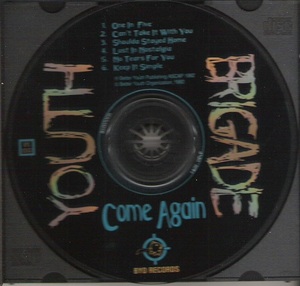 1. One In Five
2. Can't Take It With You
3. Shoulda Stayed Home
4. Lost In Nostalgia
5. No Tears For You
6. Keep It Simple
YOUTH
BRIGADE
Come Again
BYO RECORDS